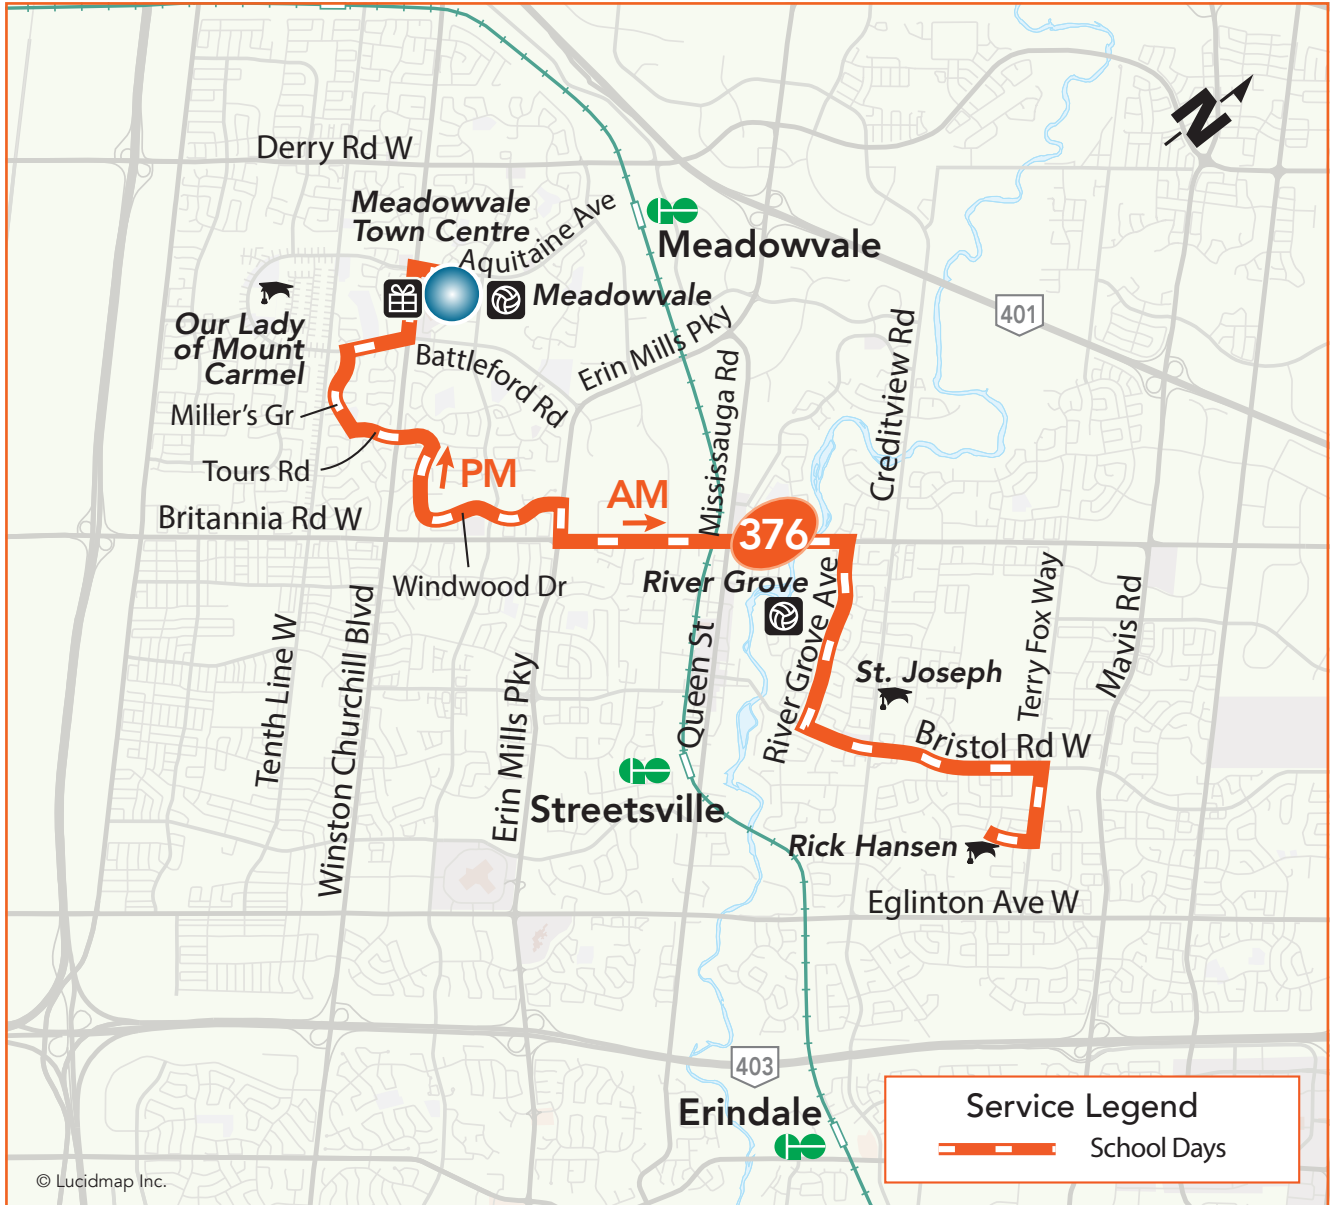 Derry Rd W
Meadowvale
Town Centre
Aquitaine Ave
Meadowvale
N
Meadowvale
401
Our Lady
of Mount
Carmel
Battleford Rd
Erin Mills Pky
Mississauga Rd
Creditview Rd
Miller's Gr
Tours Rd
PM
AM
Britannia Rd W
376
Windwood Dr
River Grove
River Grove Ave
Terry Fox Way
Mavis Rd
Tenth Line W
Winston Churchill Blvd
Erin Mills Pky
Queen St
St. Joseph
Bristol Rd W
Streetsville
Rick Hansen
Eglinton Ave W
403
Erindale
Service Legend
School Days
© Lucidmap Inc.